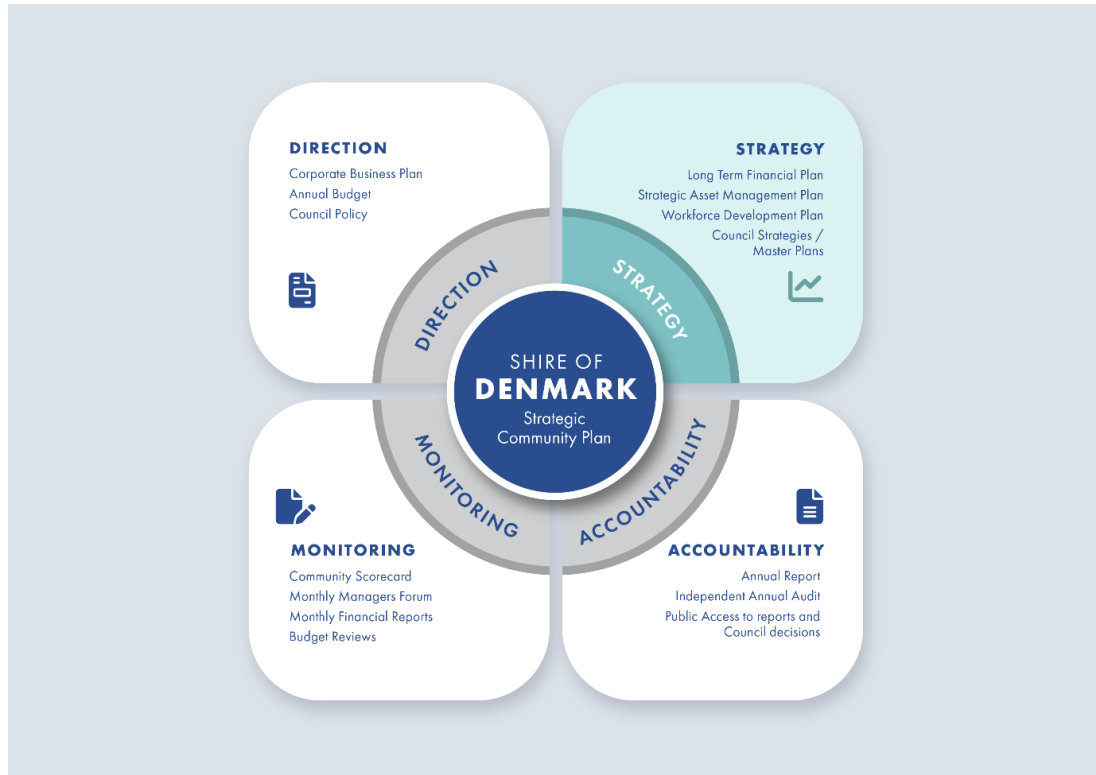 DIRECTION
Corporate Business Plan
Annual Budget
Council Policy
STRATEGY
Long Term Financial Plan
Strategic Asset Management Plan
Workforce Development Plan
Council Strategies /
Master Plans
DIRECTION
STRATEGY
SHIRE OF
DENMARK
Strategic
Community Plan
MONITORING
ACCOUNTABILITY
MONITORING
Community Scorecard
Monthly Managers Forum
Monthly Financial Reports
Budget Reviews
ACCOUNTABILITY
Annual Report
Independent Annual Audit
Public Access to reports and
Council decisions